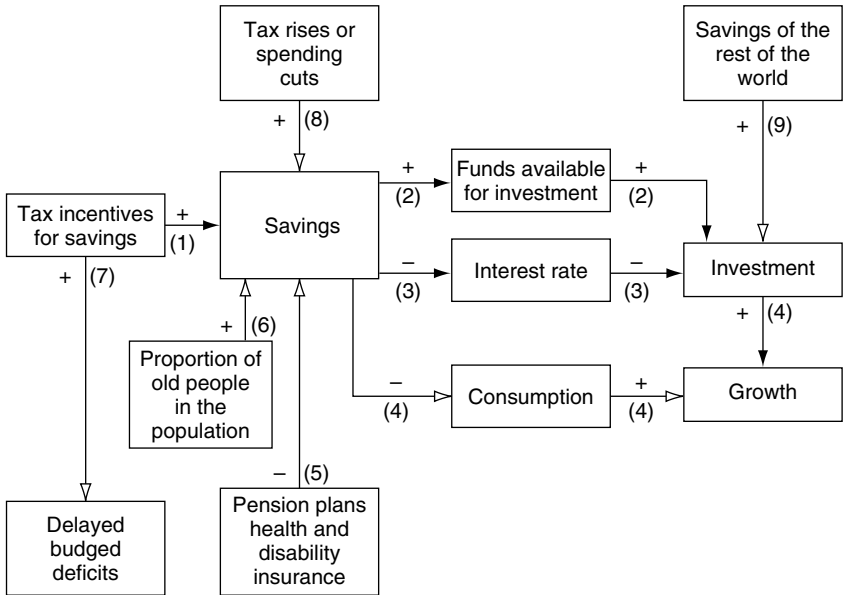 Tax rises or
spending
cuts
Savings of the
rest of the
world
+ (8)
+ (9)
Tax incentives
for savings
+
(1)
Savings
+
(2)
Funds available
for investment
+
(2)
–
(3)
Interest rate
–
(3)
Investment
+ (7)
+ (6)
+ (4)
Proportion of
old people
in the
population
–
(4)
Consumption
+
(4)
Growth
– (5)
Delayed
budged
deficits
Pension plans
health and
disability
insurance